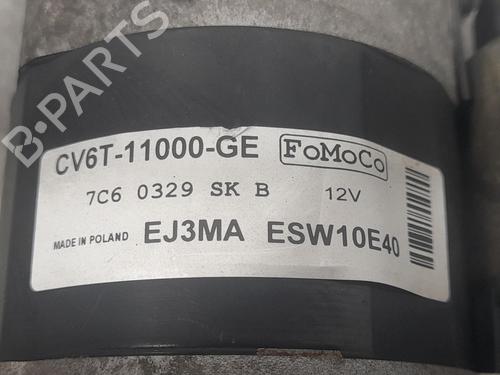 B-PARTS
CV6T-11000-GE FoMoCo
7C6 0329 SK B 12V
MADE IN POLAND EJ3MA ESW10E40